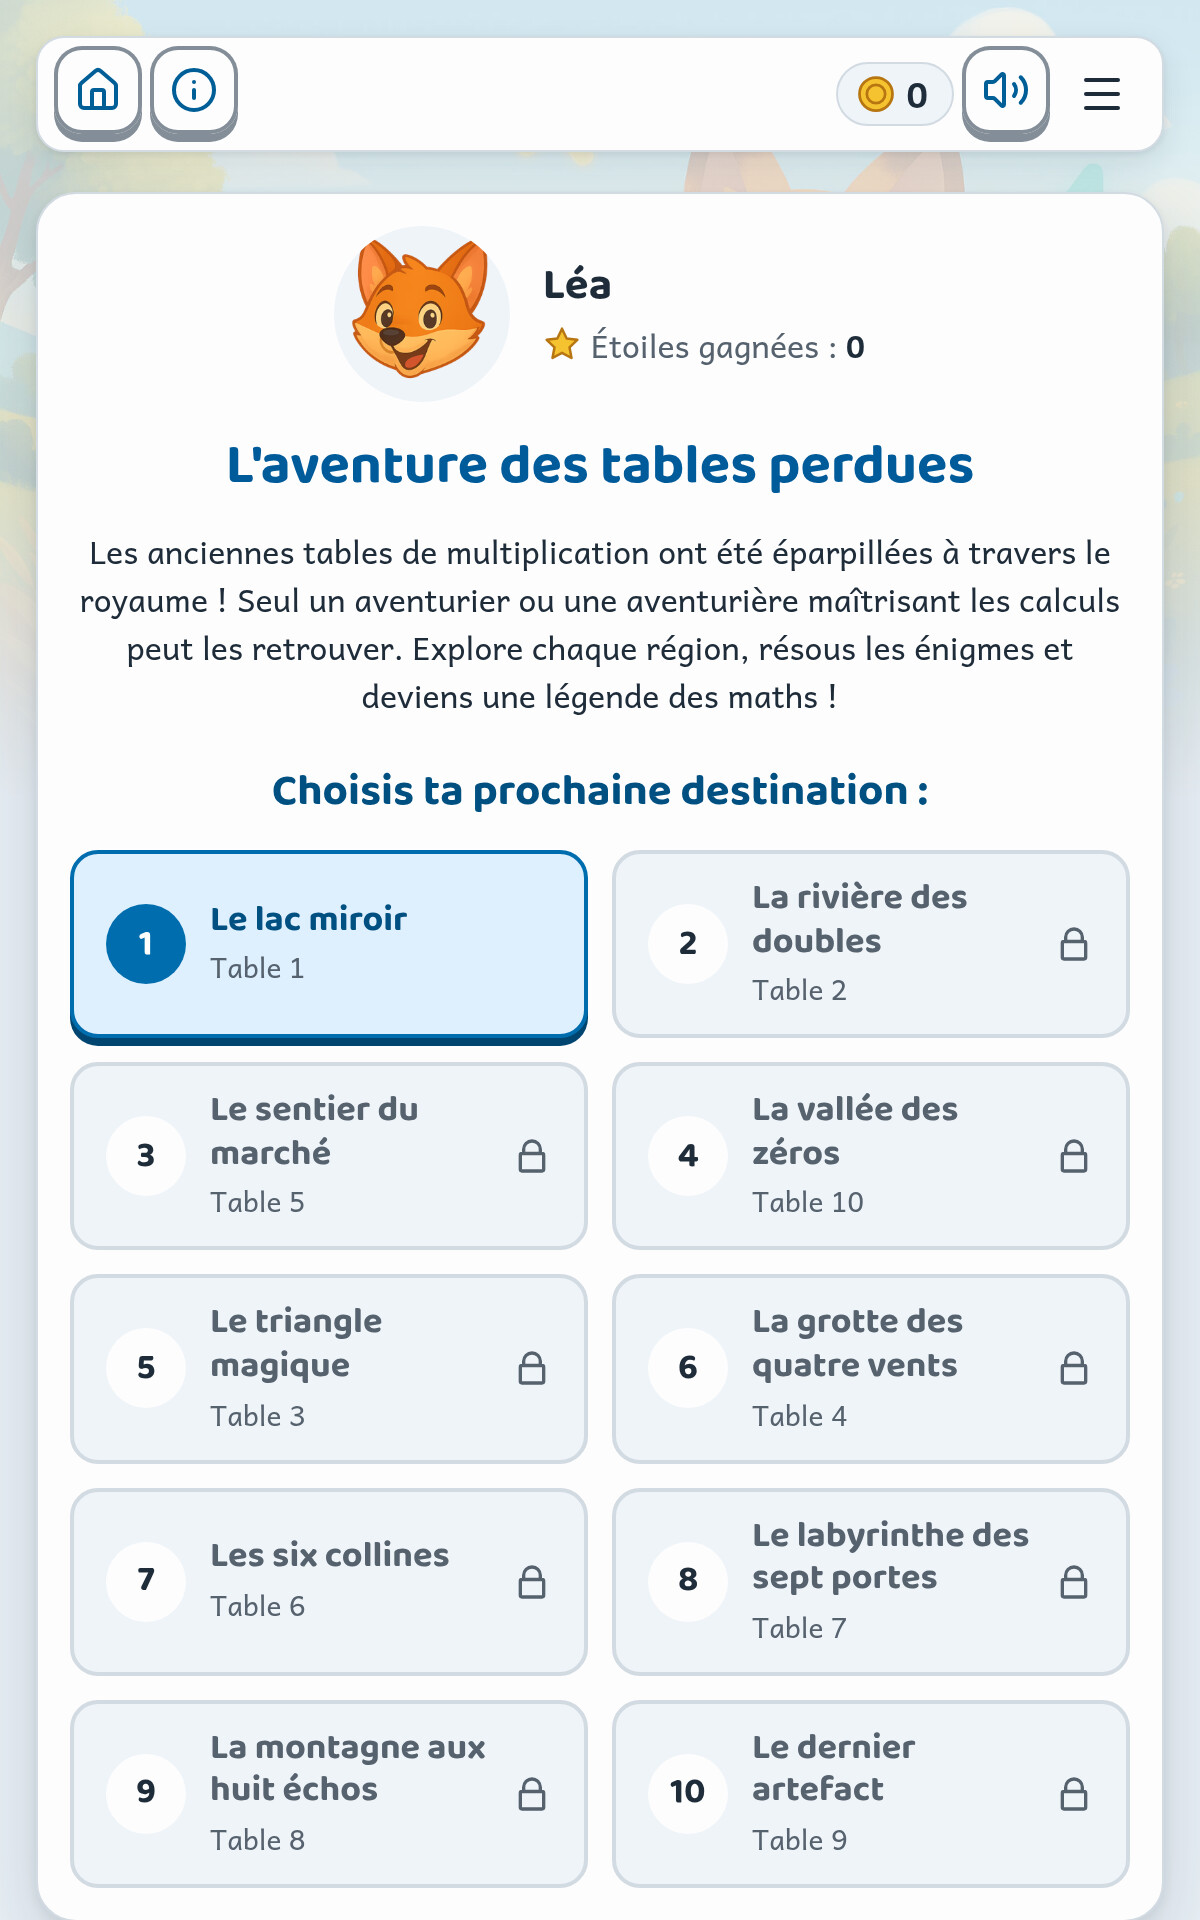 0
Léa
Étoiles gagnées : 0
L'aventure des tables perdues
Les anciennes tables de multiplication ont été éparpillées à travers le
royaume ! Seul un aventurier ou une aventurière maîtrisant les calculs
peut les retrouver. Explore chaque région, résous les énigmes et
deviens une légende des maths !
Choisis ta prochaine destination :
1
Le lac miroir
Table 1
2
La rivière des
doubles
Table 2
3
Le sentier du
marché
Table 5
4
La vallée des
zéros
Table 10
5
Le triangle
magique
Table 3
6
La grotte des
quatre vents
Table 4
7
Les six collines
Table 6
8
Le labyrinthe des
sept portes
Table 7
9
La montagne aux
huit échos
Table 8
10
Le dernier
artefact
Table 9